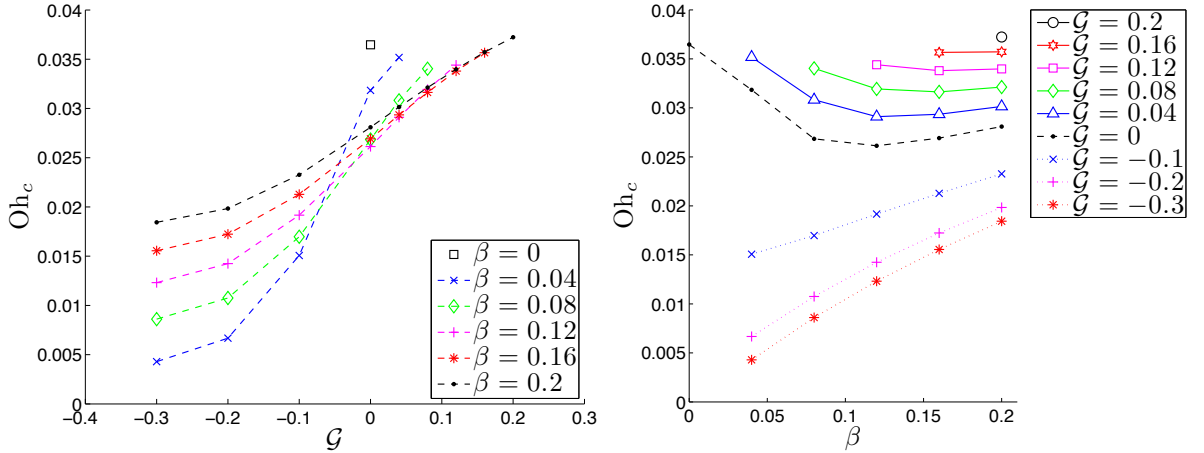 0.04
0.035
0.03
0.025
0.02
0.015
0.01
0.005
0
−0.4
−0.3
−0.2
−0.1
0
0.1
0.2
0.3
Oh_c
𝒢
β = 0
β = 0.04
β = 0.08
β = 0.12
β = 0.16
β = 0.2
0.04
0.035
0.03
0.025
0.02
0.015
0.01
0.005
0
0
0.05
0.1
0.15
0.2
Oh_c
β
𝒢 = 0.2
𝒢 = 0.16
𝒢 = 0.12
𝒢 = 0.08
𝒢 = 0.04
𝒢 = 0
𝒢 = −0.1
𝒢 = −0.2
𝒢 = −0.3